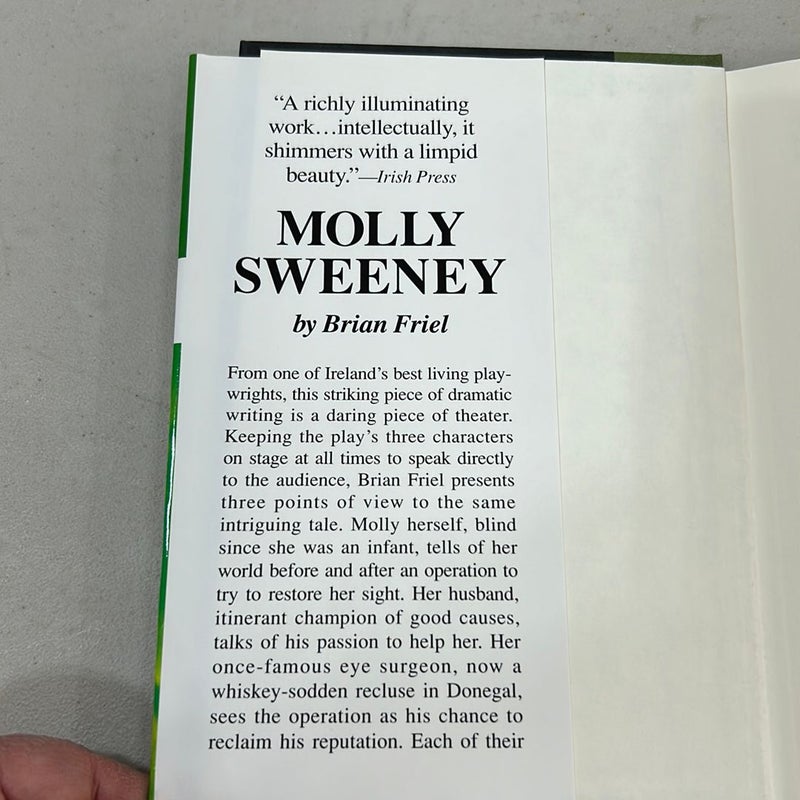 “A richly illuminating
work…intellectually, it
shimmers with a limpid
beauty.”—Irish Press
MOLLY
SWEENEY
by Brian Friel
From one of Ireland’s best living play-
wrights, this striking piece of dramatic
writing is a daring piece of theater.
Keeping the play’s three characters
on stage at all times to speak directly
to the audience, Brian Friel presents
three points of view to the same
intriguing tale. Molly herself, blind
since she was an infant, tells of her
world before and after an operation to
try to restore her sight. Her husband,
itinerant champion of good causes,
talks of his passion to help her. Her
once-famous eye surgeon, now a
whiskey-sodden recluse in Donegal,
sees the operation as his chance to
reclaim his reputation. Each of their